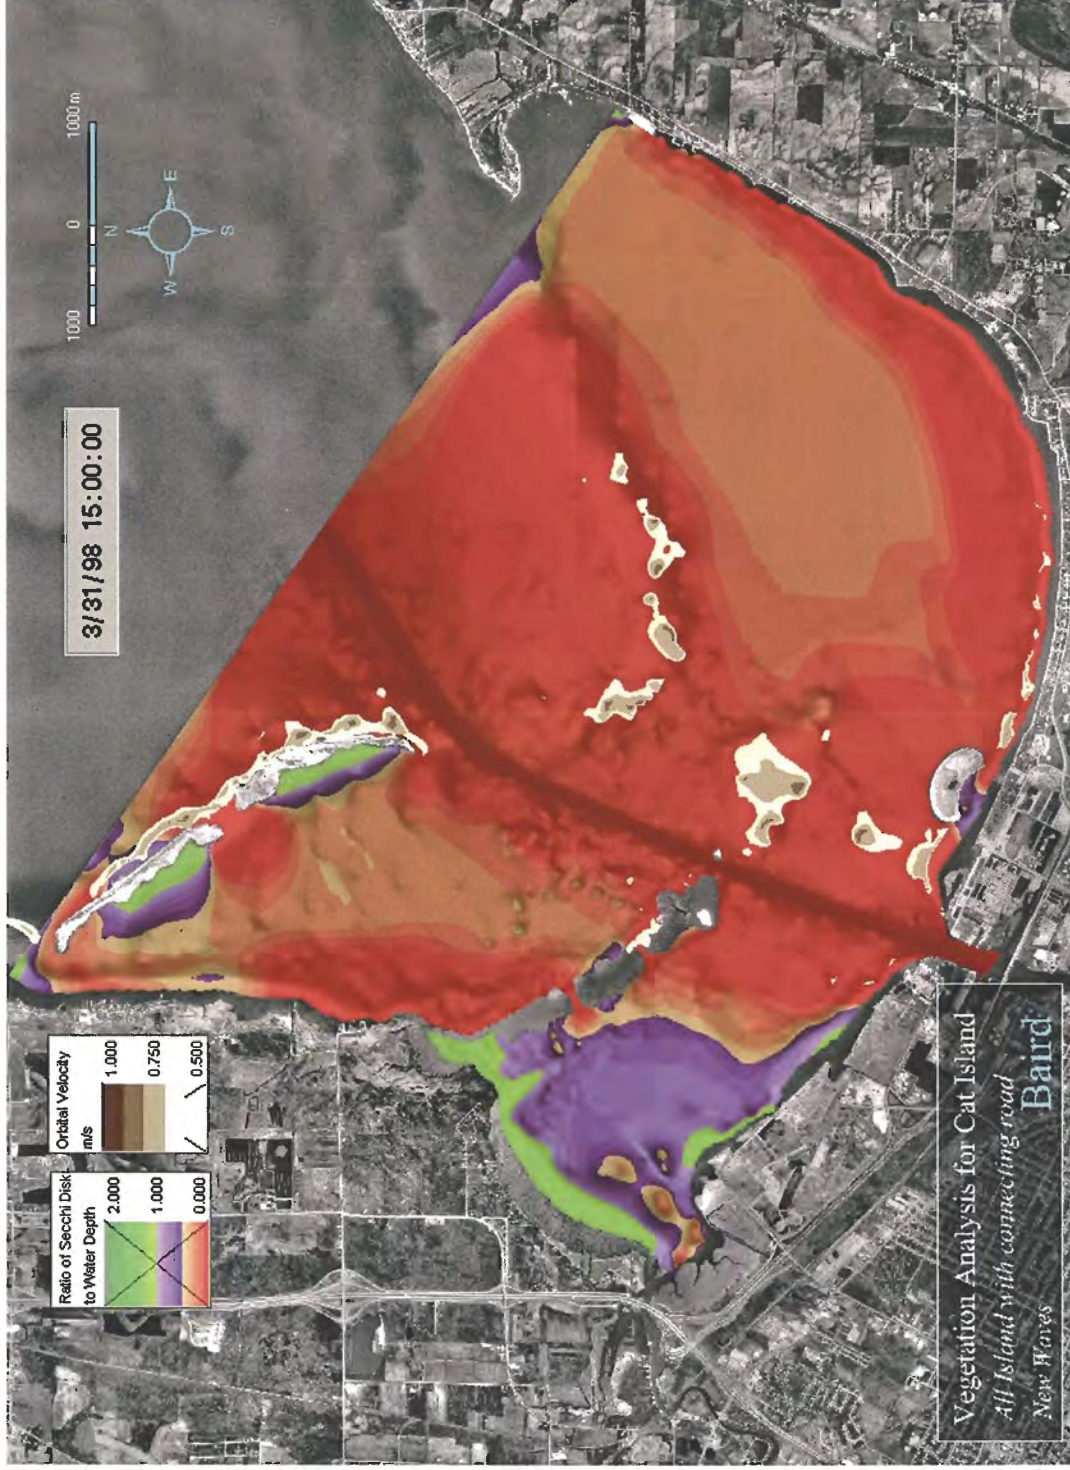 3/31/98 15:00:00
1000
0
1000m
N
W
E
S
Ratio of Secchi Disk
to Water Depth
2.000
1.000
0.000
Orbital Velocity
m/s
1.000
0.750
0.500
Vegetation Analysis for Cat Island
All Island with connecting road
New Waves
Baird